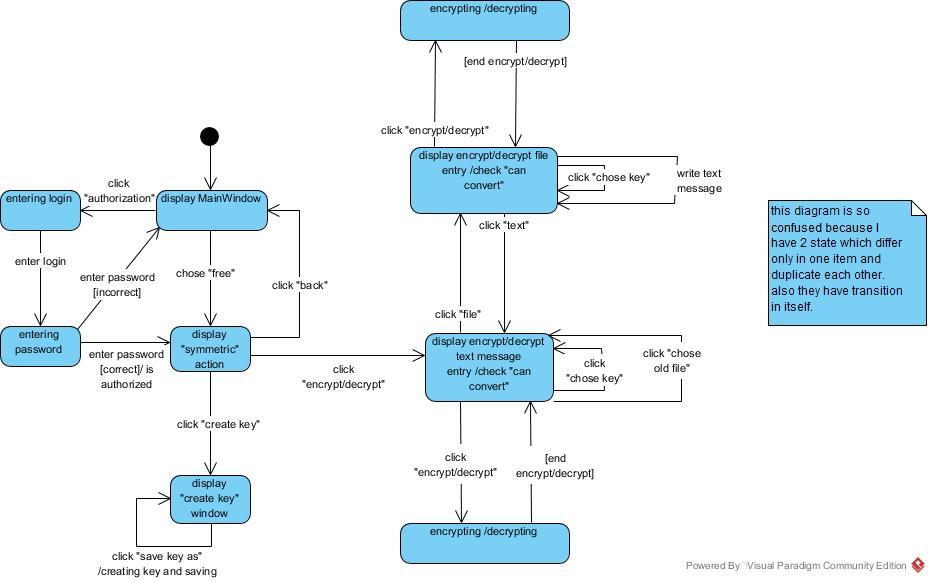 encrypting /decrypting
[end encrypt/decrypt]
click "encrypt/decrypt"
display encrypt/decrypt file
entry /check "can
convert"
click "chose key"
write text
message
click "text"
click
"authorization"
entering login
display MainWindow
enter login
enter password
[incorrect]
chose "free"
click "back"
this diagram is so
confused because I
have 2 state which differ
only in one item and
duplicate each other.
also they have transition
in itself.
click "file"
entering
password
enter password
[correct]/ is
authorized
display
"symmetric"
action
click
"encrypt/decrypt"
display encrypt/decrypt
text message
entry /check "can
convert"
click
"chose key"
click "chose
old file"
click "create key"
click
"encrypt/decrypt"
[end
encrypt/decrypt]
display
"create key"
window
click "save key as"
/creating key and saving
encrypting /decrypting
Powered By Visual Paradigm Community Edition